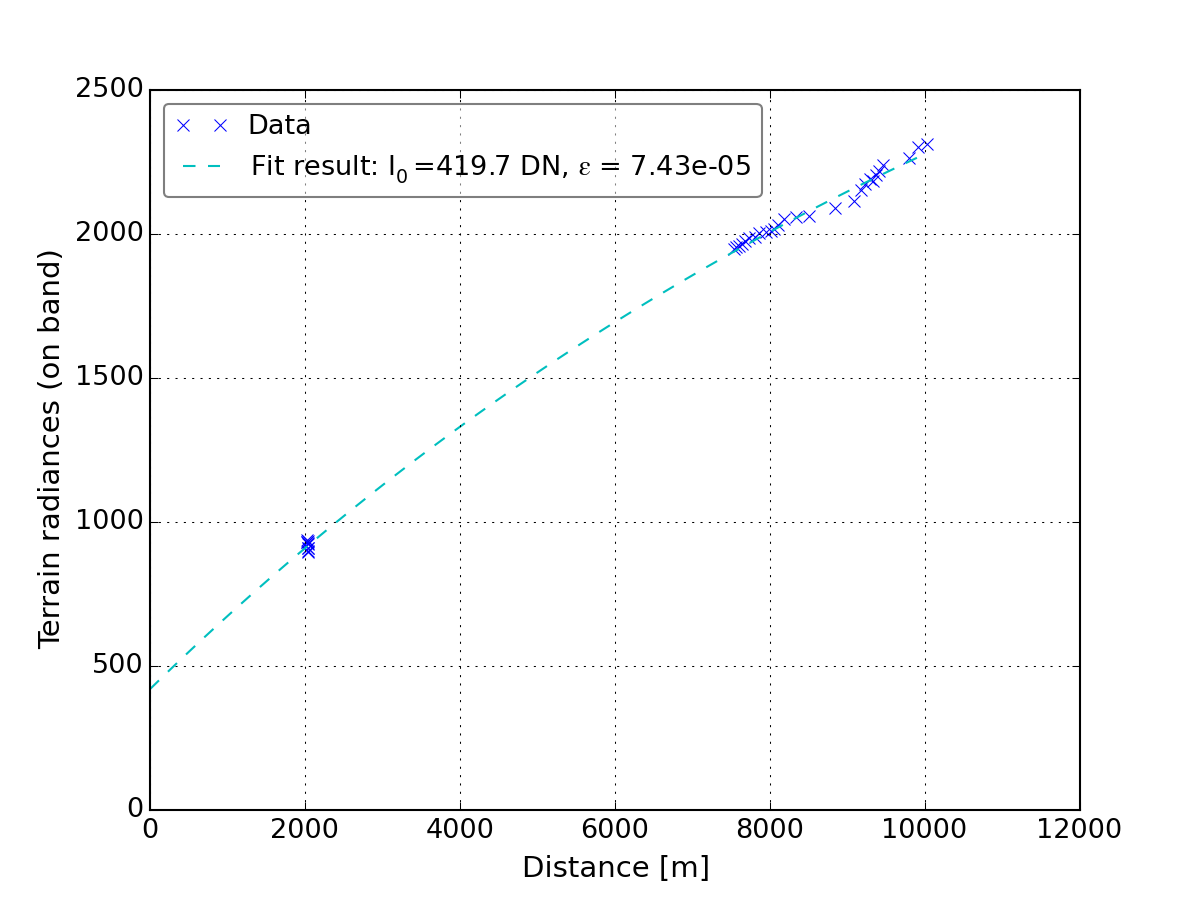 2500
2000
1500
1000
500
0
Data
Fit result: I₀ =419.7 DN, ε = 7.43e-05
Terrain radiances (on band)
0 2000 4000 6000 8000 10000 12000
Distance [m]